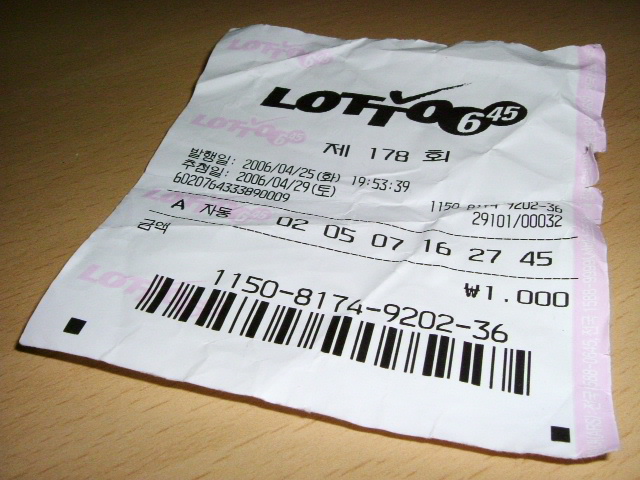 LOTTO 6 45
제 178 회
발행일: 2006/04/25(화) 19:53:39
추첨일: 2006/04/29(토)
1150 8174 9202-36
6020764333890009
29101/00032
A 자동 02 05 07 16 27 45
금액 ₩1.000
1150-8174-9202-36